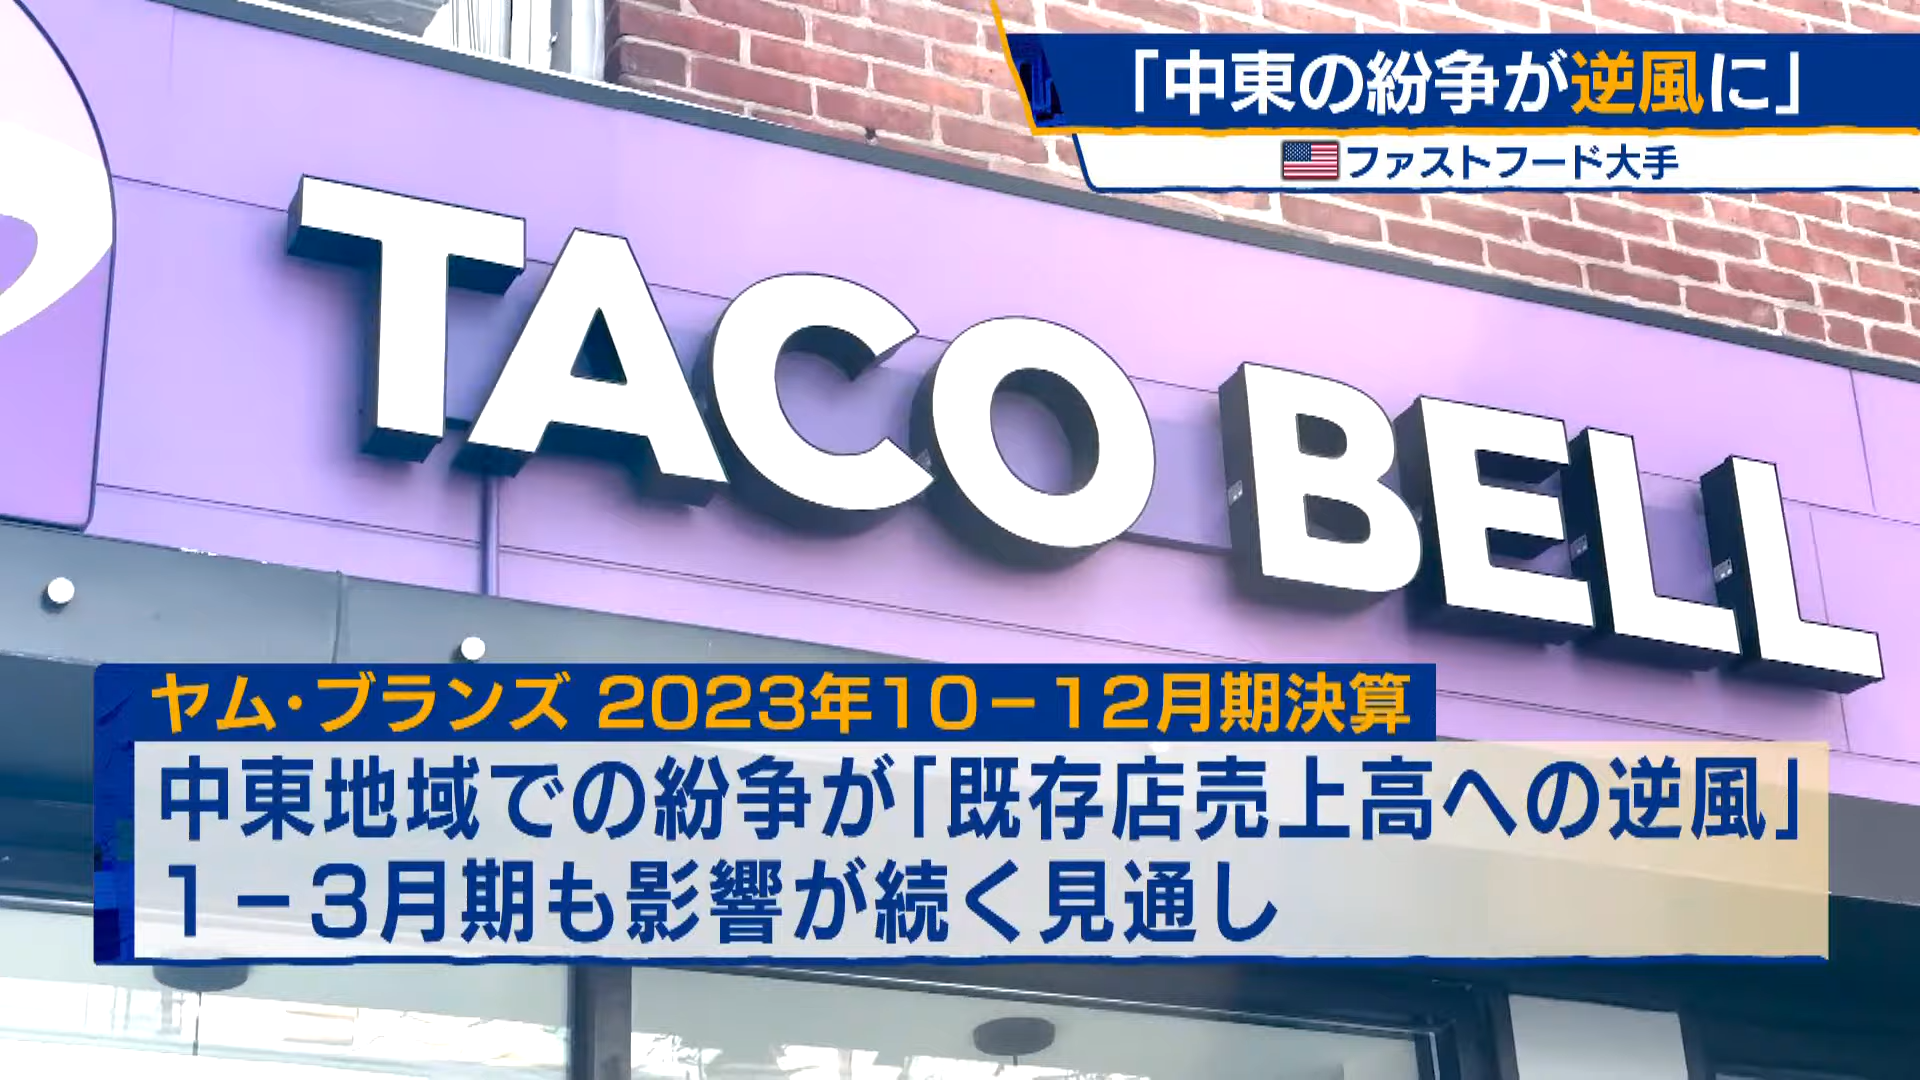 「中東の紛争が逆風に」
ファストフード大手
TACO BELL
ヤム・ブランズ 2023年10－12月期決算
中東地域での紛争が「既存店売上高への逆風」
1－3月期も影響が続く見通し